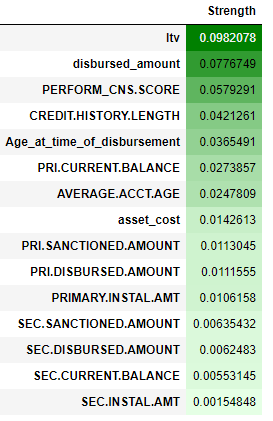 Strength
ltv 0.0982078
disbursed_amount 0.0776749
PERFORM_CNS.SCORE 0.0579291
CREDIT.HISTORY.LENGTH 0.0421261
Age_at_time_of_disbursement 0.0365491
PRI.CURRENT.BALANCE 0.0273857
AVERAGE.ACCT.AGE 0.0247809
asset_cost 0.0142613
PRI.SANCTIONED.AMOUNT 0.0113045
PRI.DISBURSED.AMOUNT 0.0111555
PRIMARY.INSTAL.AMT 0.0106158
SEC.SANCTIONED.AMOUNT 0.00635432
SEC.DISBURSED.AMOUNT 0.0062483
SEC.CURRENT.BALANCE 0.00553145
SEC.INSTAL.AMT 0.00154848